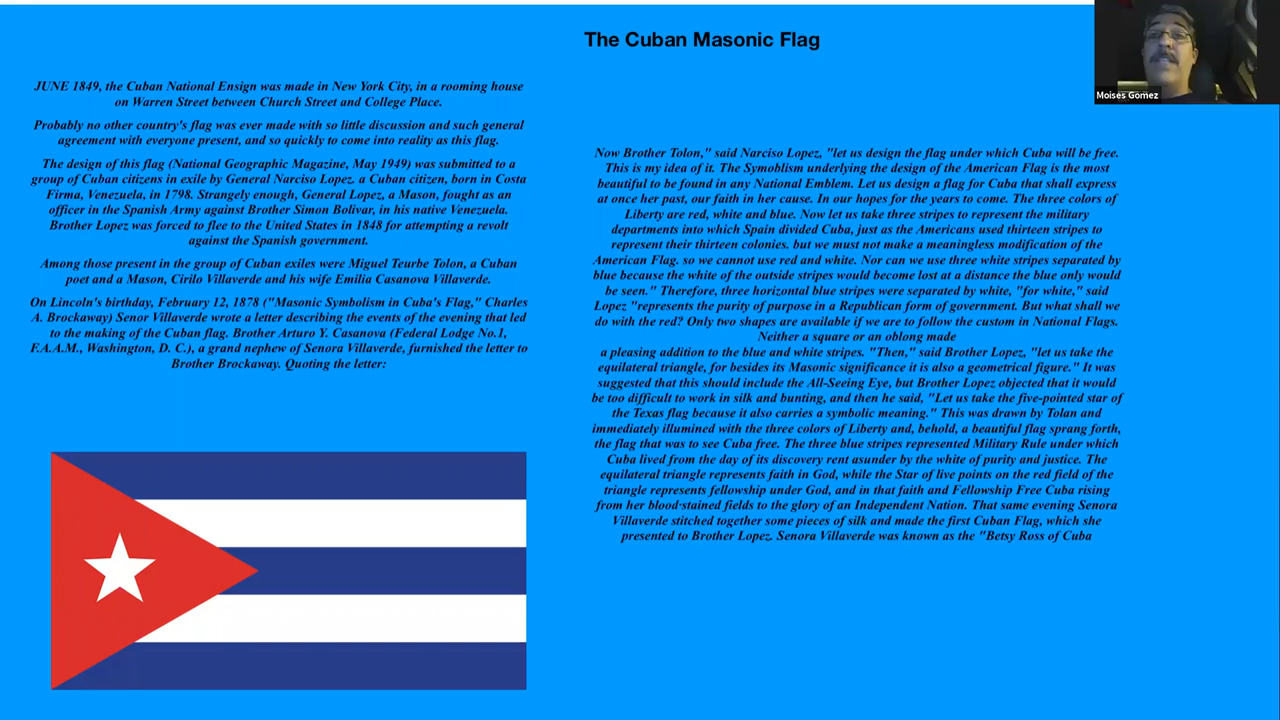 The Cuban Masonic Flag
JUNE 1849, the Cuban National Ensign was made in New York City, in a rooming house
on Warren Street between Church Street and College Place.
Probably no other country's flag was ever made with so little discussion and such general
agreement with everyone present, and so quickly to come into reality as this flag.
The design of this flag (National Geographic Magazine, May 1949) was submitted to a
group of Cuban citizens in exile by General Narciso Lopez. a Cuban citizen, born in Costa
Firma, Venezuela, in 1798. Strangely enough, General Lopez, a Mason, fought as an
officer in the Spanish Army against Brother Simon Bolivar, in his native Venezuela.
Brother Lopez was forced to flee to the United States in 1848 for attempting a revolt
against the Spanish government.
Among those present in the group of Cuban exiles were Miguel Teurbe Tolon, a Cuban
poet and a Mason, Cirilo Villaverde and his wife Emilia Casanova Villaverde.
On Lincoln's birthday, February 12, 1878 ("Masonic Symbolism in Cuba's Flag," Charles
A. Brockaway) Senor Villaverde wrote a letter describing the events of the evening that led
to the making of the Cuban flag. Brother Arturo Y. Casanova (Federal Lodge No.1,
F.A.A.M., Washington, D. C.), a grand nephew of Senora Villaverde, furnished the letter to
Brother Brockaway. Quoting the letter:
Now Brother Tolon," said Narciso Lopez, "let us design the flag under which Cuba will be free.
This is my idea of it. The Symoblism underlying the design of the American Flag is the most
beautiful to be found in any National Emblem. Let us design a flag for Cuba that shall express
at once her past, our faith in her cause. In our hopes for the years to come. The three colors of
Liberty are red, white and blue. Now let us take three stripes to represent the military
departments into which Spain divided Cuba, just as the Americans used thirteen stripes to
represent their thirteen colonies. but we must not make a meaningless modification of the
American Flag. so we cannot use red and white. Nor can we use three white stripes separated by
blue because the white of the outside stripes would become lost at a distance the blue only would
be seen." Therefore, three horizontal blue stripes were separated by white, "for white," said
Lopez "represents the purity of purpose in a Republican form of government. But what shall we
do with the red? Only two shapes are available if we are to follow the custom in National Flags.
Neither a square or an oblong made
a pleasing addition to the blue and white stripes. "Then," said Brother Lopez, "let us take the
equilateral triangle, for besides its Masonic significance it is also a geometrical figure." It was
suggested that this should include the All-Seeing Eye, but Brother Lopez objected that it would
be too difficult to work in silk and bunting, and then he said, "Let us take the five-pointed star of
the Texas flag because it also carries a symbolic meaning." This was drawn by Tolan and
immediately illumined with the three colors of Liberty and, behold, a beautiful flag sprang forth,
the flag that was to see Cuba free. The three blue stripes represented Military Rule under which
Cuba lived from the day of its discovery rent asunder by the white of purity and justice. The
equilateral triangle represents faith in God, while the Star of live points on the red field of the
triangle represents fellowship under God, and in that faith and Fellowship Free Cuba rising
from her blood·stained fields to the glory of an Independent Nation. That same evening Senora
Villaverde stitched together some pieces of silk and made the first Cuban Flag, which she
presented to Brother Lopez. Senora Villaverde was known as the "Betsy Ross of Cuba
Moises Gomez